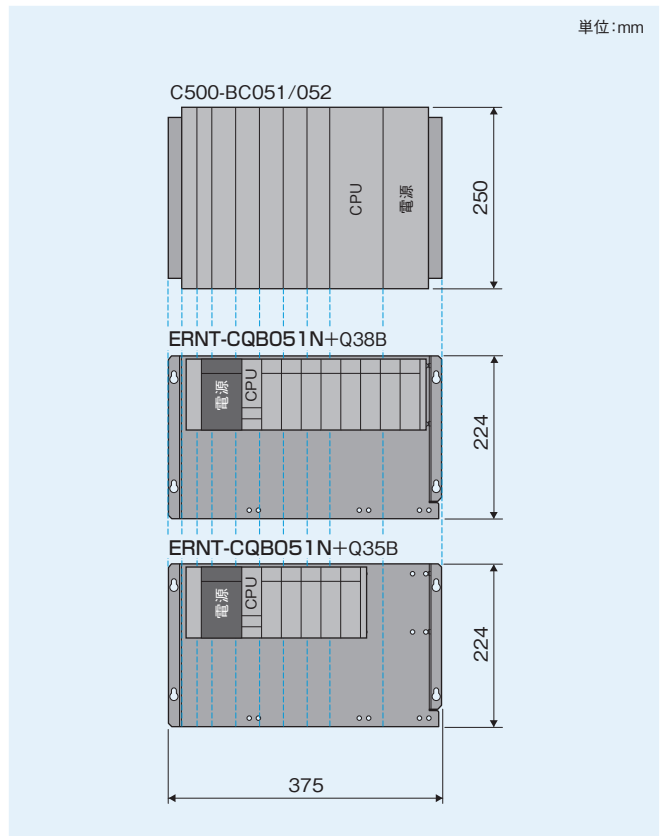 単位:mm
C500-BC051/052
CPU
電源
250
ERNT-CQB051N+Q38B
電源
CPU
224
ERNT-CQB051N+Q35B
電源
CPU
224
375